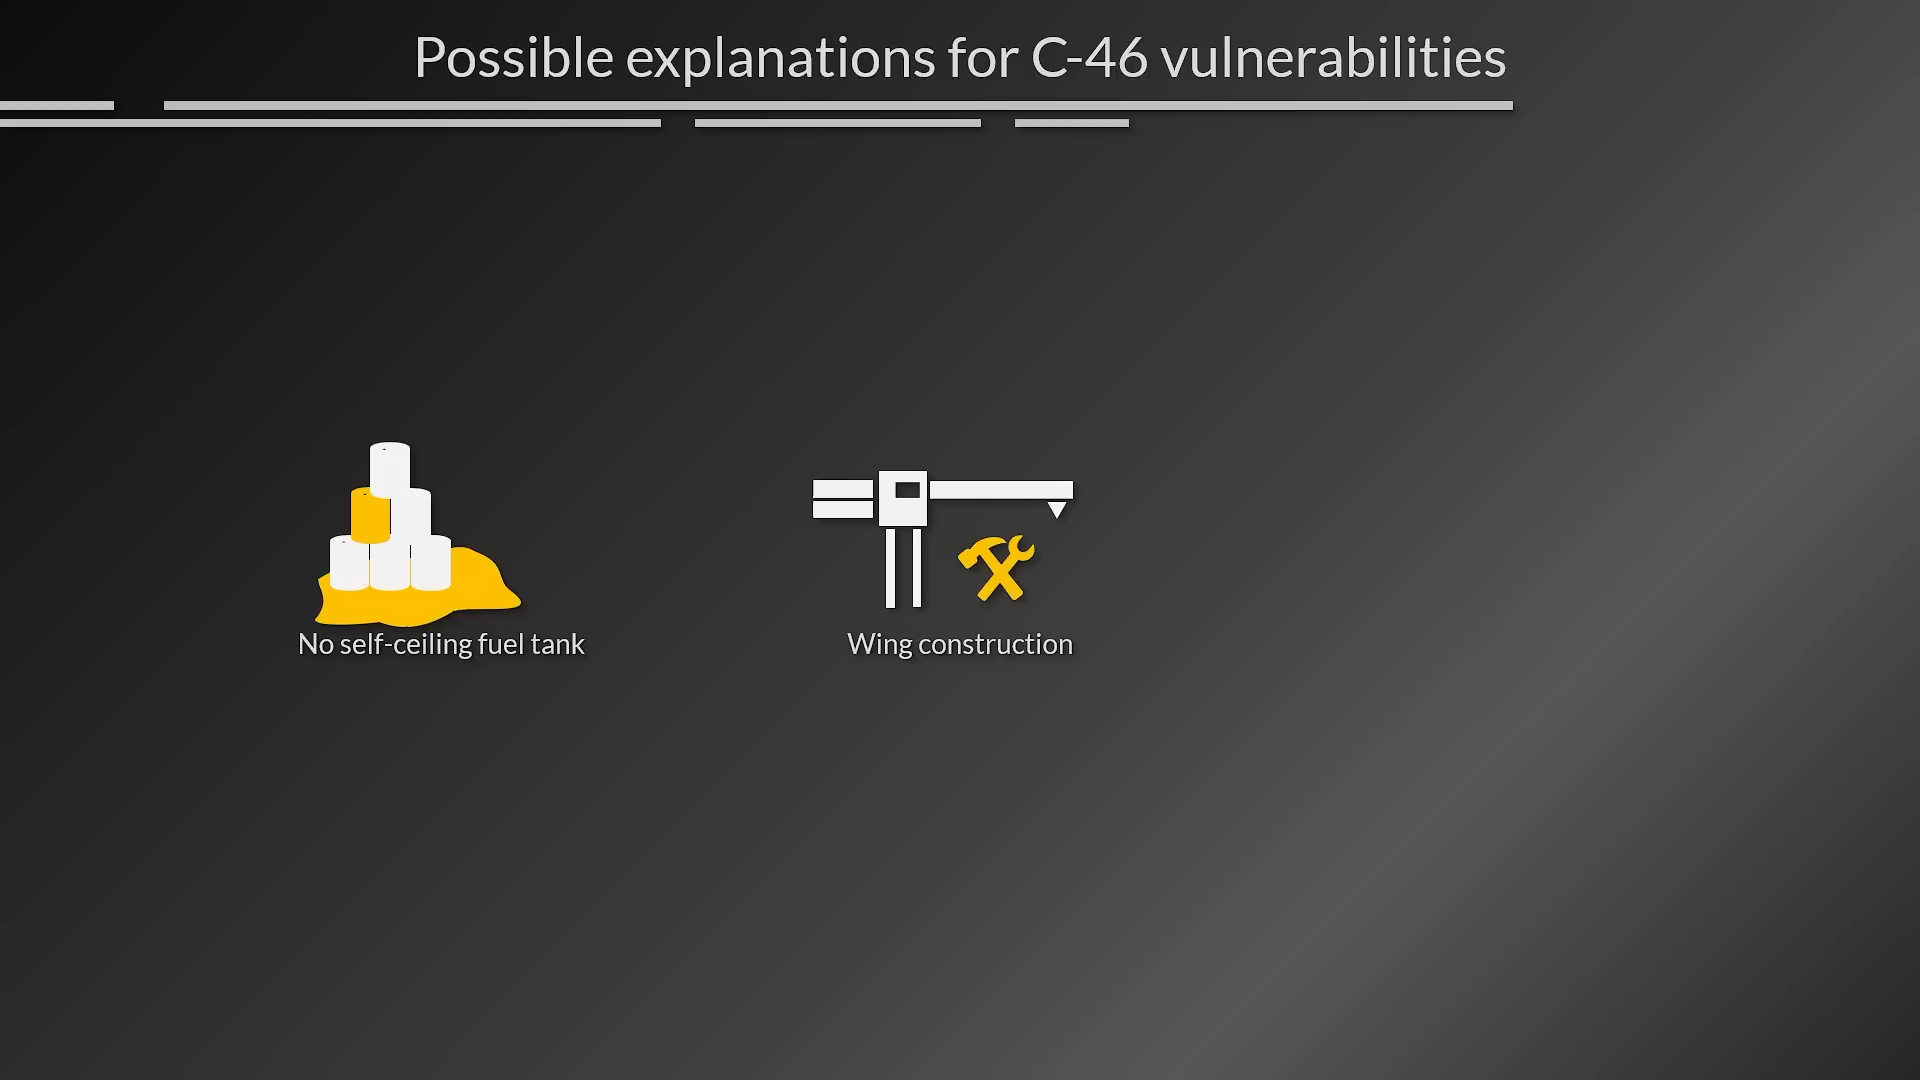 Possible explanations for C-46 vulnerabilities
No self-ceiling fuel tank
Wing construction